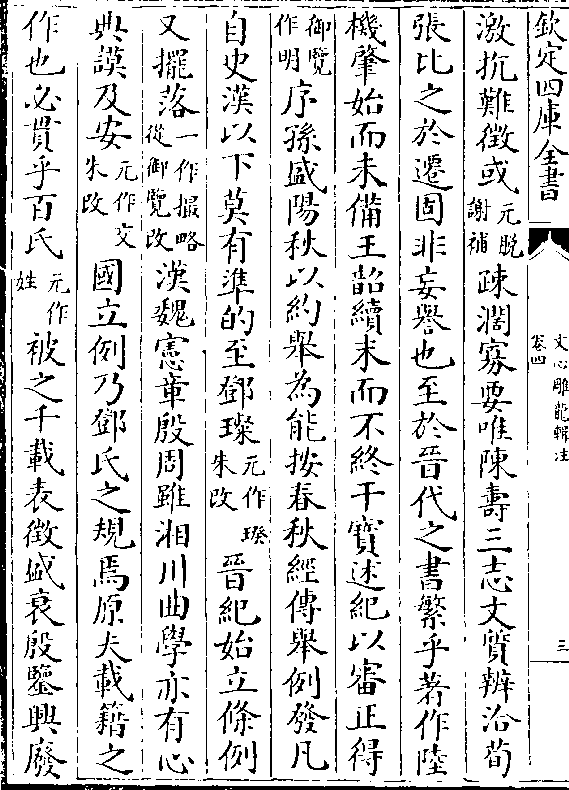 欽定四庫全書
文心雕龍輯注
卷四
三
激抗難徵或元脫謝補疎濶寡要唯陳壽三志文質辨洽荀
張比之於遷固非妄譽也至於晉代之書繁乎著作陸
機肇始而未備王韶續末而不終干寶述紀以審正得
御覽作明序孫盛陽秋以約舉為能按春秋經傳舉例發凡
自史漢以下莫有準的至鄧璨元作璨朱改晉紀始立條例
又擺落一作撮略從御覽改漢魏憲章殷周雖湘川曲學亦有心
典謨及安元作交朱改國立例乃鄧氏之規焉原夫載籍之
作也必貫乎百氏元作姓被之千載表徵盛衰殷鑒興廢